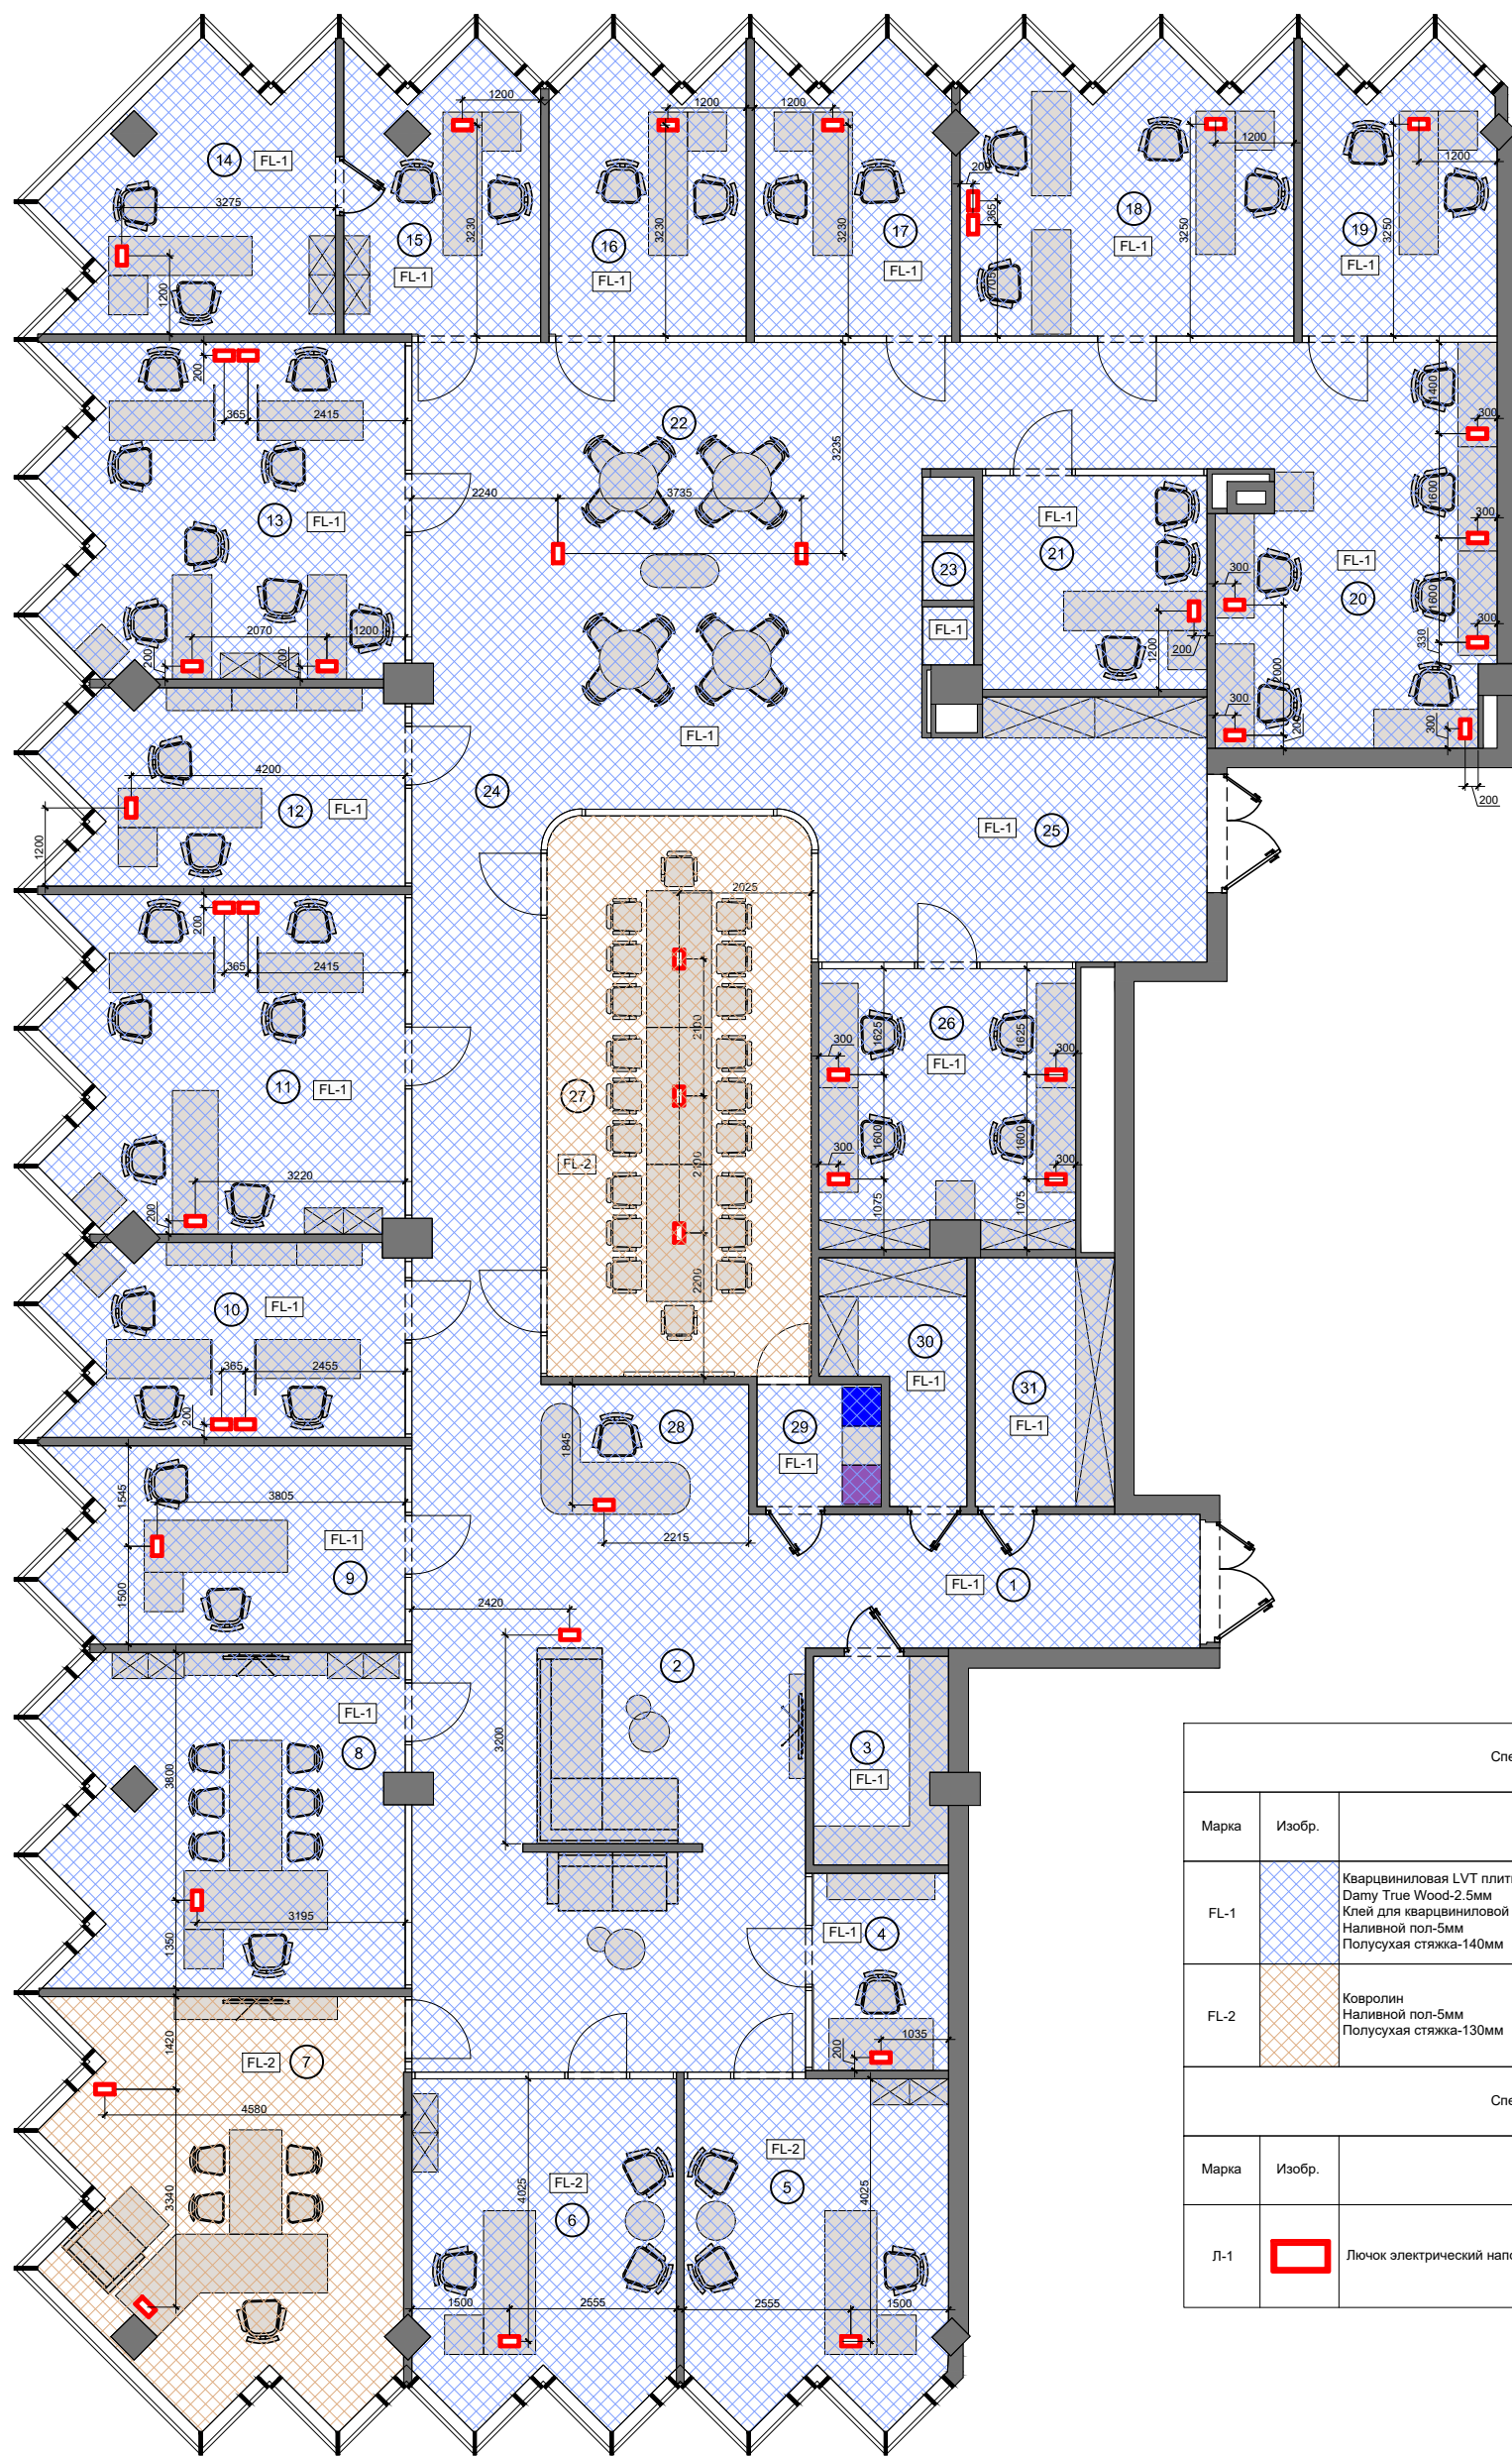 1200
1200
1200
14
FL-1
3275
1200
15
FL-1
3230
16
FL-1
3230
17
FL-1
3230
200
365
1705
18
FL-1
3250
1200
19
FL-1
3250
1200
200
365
2415
13
FL-1
2070
1200
200
200
22
3235
2240
3735
FL-1
23
FL-1
FL-1
21
1200
200
1400
300
1600
300
FL-1
20
300
1600
300
330
2000
300
200
300
200
4200
12
FL-1
1200
24
FL-1
25
200
365
2415
11
FL-1
3220
200
2025
2100
27
FL-2
2100
2200
26
FL-1
1625
1625
300
300
1600
1600
300
300
1075
1075
10
FL-1
365
2455
200
30
FL-1
31
FL-1
28
1845
2215
29
FL-1
1545
3805
FL-1
9
1500
FL-1
1
2420
2
3200
3
FL-1
FL-1
8
3800
3195
1350
FL-1
4
1035
200
1420
FL-2
7
4580
3340
FL-2
6
4025
1500
2555
FL-2
5
4025
2555
1500
Спе
Марка
Изобр.
FL-1
Кварцвиниловая LVT плит
Damy True Wood-2.5мм
Клей для кварцвиниловой
Наливной пол-5мм
Полусухая стяжка-140мм
FL-2
Ковролин
Наливной пол-5мм
Полусухая стяжка-130мм
Спе
Марка
Изобр.
Л-1
Лючок электрический напо